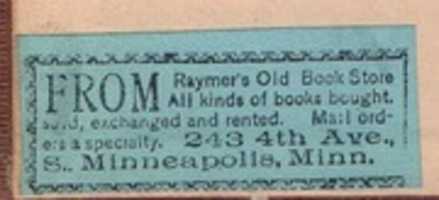 FROM Raymer's Old Book Store
All kinds of books bought.
sold, exchanged and rented. Mail ord-
ers a specialty. 243 4th Ave.,
S., Minneapolis, Minn.